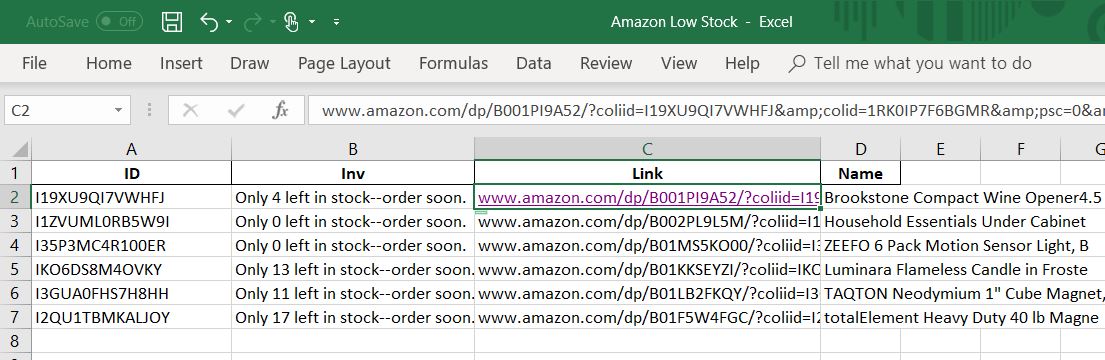 AutoSave Off Amazon Low Stock - Excel
File Home Insert Draw Page Layout Formulas Data Review View Help Tell me what you want to do
C2 fx www.amazon.com/dp/B001PI9A52/?coliid=I19XU9QI7VWHFJ&amp;colid=1RK0IP7F6BGMR&amp;psc=0&a
A B C D E F G
1 ID Inv Link Name
2 I19XU9QI7VWHFJ Only 4 left in stock--order soon. www.amazon.com/dp/B001PI9A52/?coliid=I19 Brookstone Compact Wine Opener4.5
3 I1ZVUML0RB5W9I Only 0 left in stock--order soon. www.amazon.com/dp/B002PL9L5M/?coliid=I1 Household Essentials Under Cabinet
4 I35P3MC4R100ER Only 0 left in stock--order soon. www.amazon.com/dp/B01MS5KO00/?coliid=I3 ZEEFO 6 Pack Motion Sensor Light, B
5 IKO6DS8M4OVKY Only 13 left in stock--order soon. www.amazon.com/dp/B01KKSEYZI/?coliid=IKO Luminara Flameless Candle in Froste
6 I3GUA0FHS7H8HH Only 11 left in stock--order soon. www.amazon.com/dp/B01LB2FKQY/?coliid=I3 TAQTON Neodymium 1" Cube Magnet,
7 I2QU1TBMKALJOY Only 17 left in stock--order soon. www.amazon.com/dp/B01F5W4FGC/?coliid=I2 totalElement Heavy Duty 40 lb Magne
8